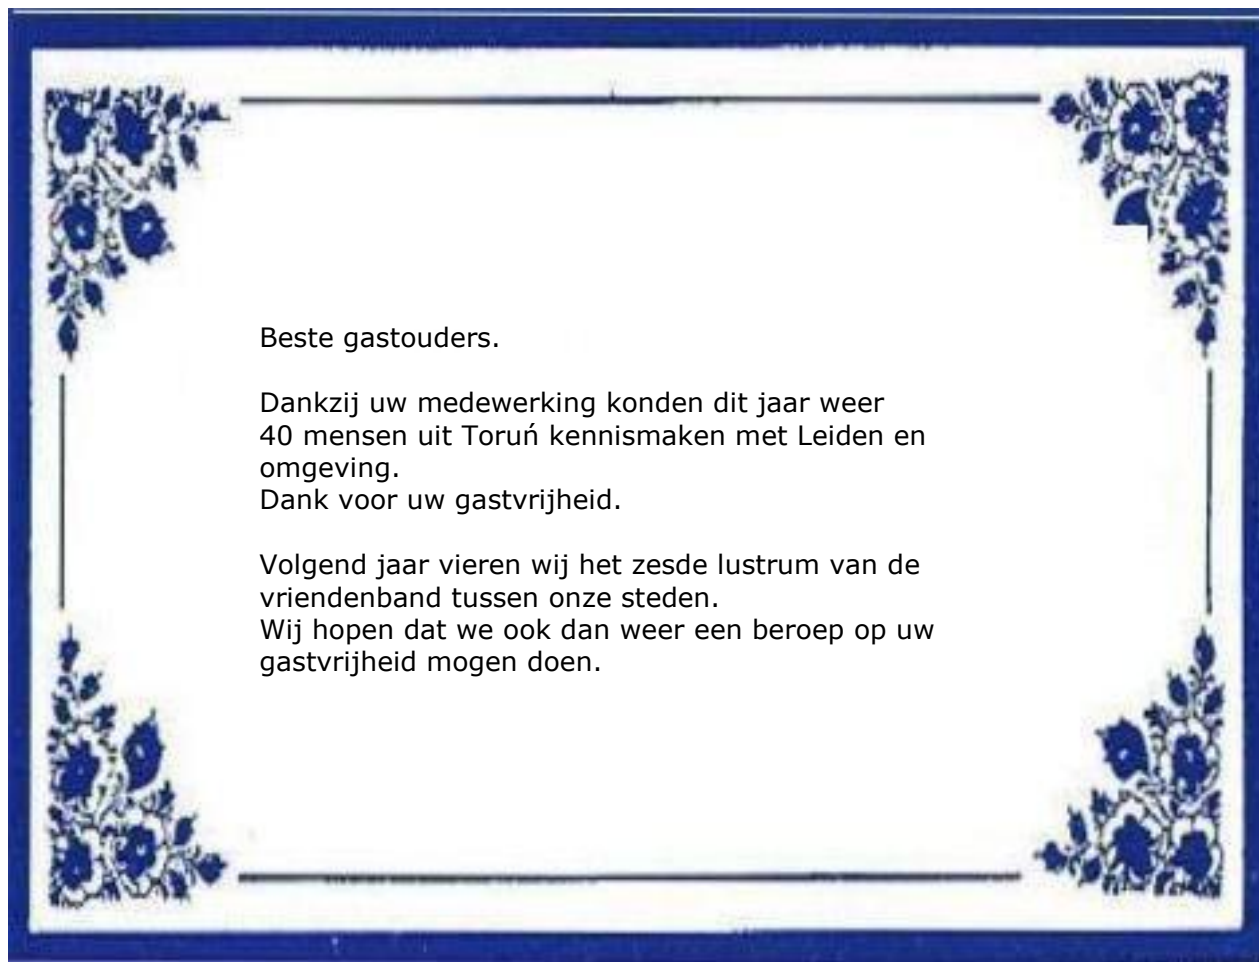 Beste gastouders.
Dankzij uw medewerking konden dit jaar weer
40 mensen uit Toruń kennismaken met Leiden en
omgeving.
Dank voor uw gastvrijheid.
Volgend jaar vieren wij het zesde lustrum van de
vriendenband tussen onze steden.
Wij hopen dat we ook dan weer een beroep op uw
gastvrijheid mogen doen.